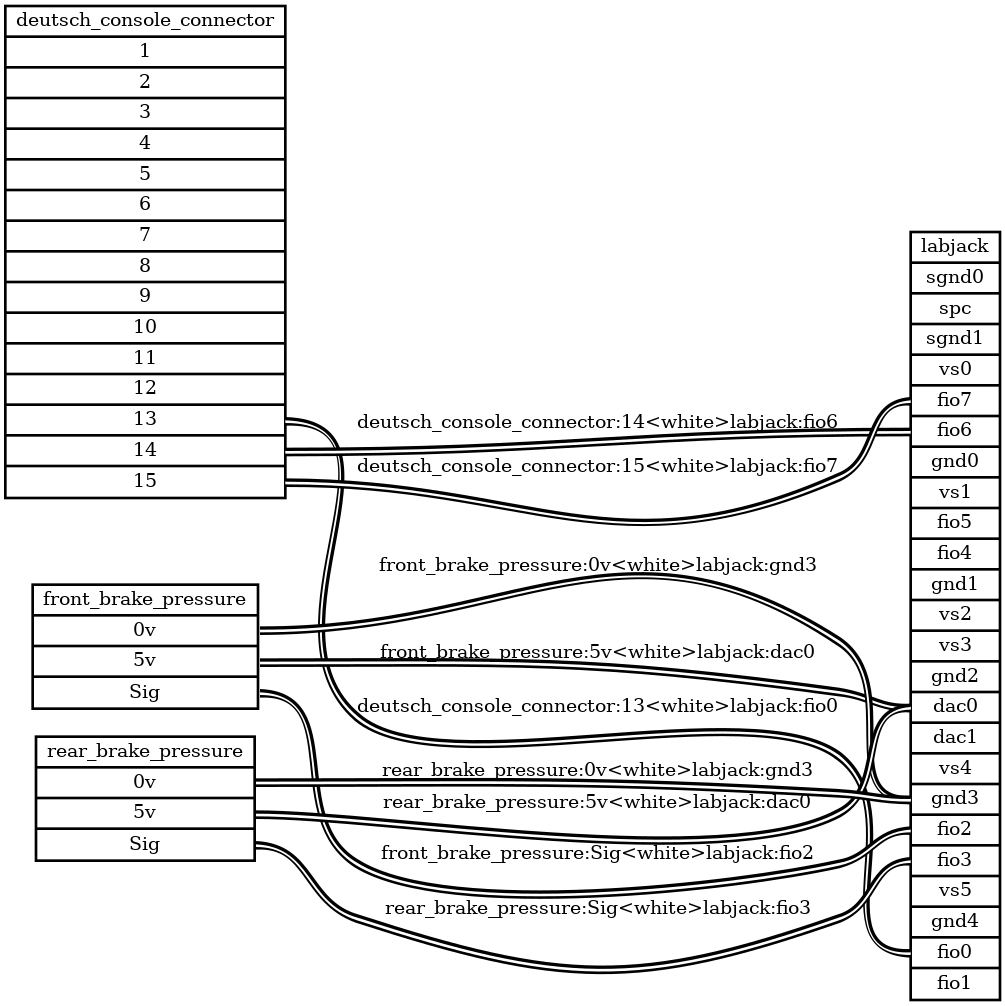 deutsch_console_connector
1
2
3
4
5
6
7
8
9
10
11
12
13
14
15
front_brake_pressure
0v
5v
Sig
rear_brake_pressure
0v
5v
Sig
deutsch_console_connector:14<white>labjack:fio6
deutsch_console_connector:15<white>labjack:fio7
front_brake_pressure:0v<white>labjack:gnd3
front_brake_pressure:5v<white>labjack:dac0
deutsch_console_connector:13<white>labjack:fio0
rear_brake_pressure:0v<white>labjack:gnd3
rear_brake_pressure:5v<white>labjack:dac0
front_brake_pressure:Sig<white>labjack:fio2
rear_brake_pressure:Sig<white>labjack:fio3
labjack
sgnd0
spc
sgnd1
vs0
fio7
fio6
gnd0
vs1
fio5
fio4
gnd1
vs2
vs3
gnd2
dac0
dac1
vs4
gnd3
fio2
fio3
vs5
gnd4
fio0
fio1